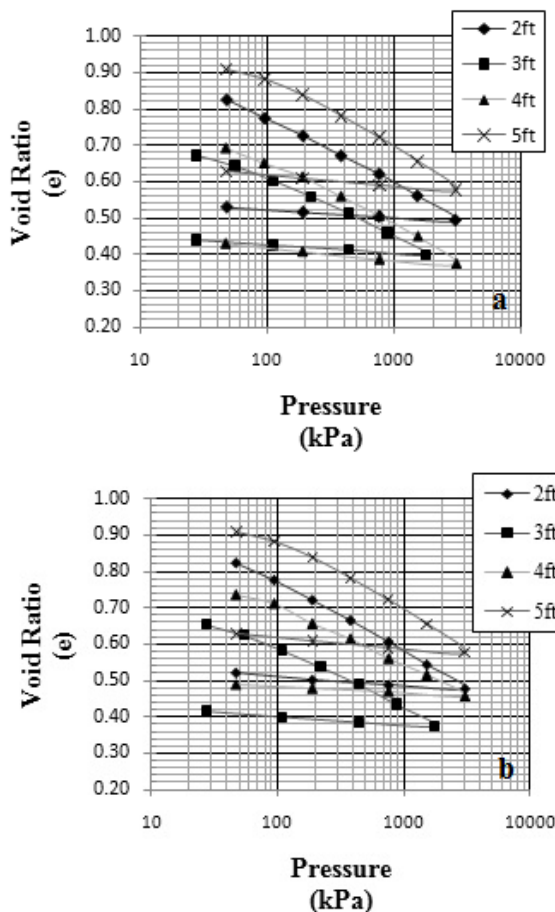 1.00
0.90
0.80
0.70
0.60
0.50
0.40
0.30
0.20
Void Ratio
(e)
10
100
1000
10000
Pressure
(kPa)
2ft
3ft
4ft
5ft
a
1.00
0.90
0.80
0.70
0.60
0.50
0.40
0.30
0.20
Void Ratio
(e)
10
100
1000
10000
Pressure
(kPa)
2ft
3ft
4ft
5ft
b